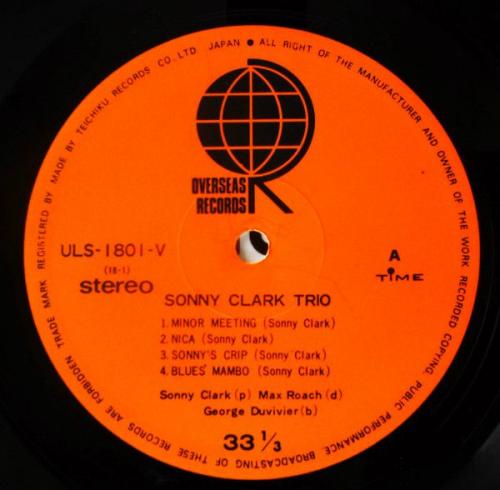 TRADE MARK REGISTERED BY MADE BY TEICHIKU RECORDS CO., LTD. JAPAN ● ALL RIGHT OF THE MANUFACTURER AND OWNER OF THE WORK RECORDED COPYING, PUBLIC PERFORMANCE BROADCASTING OF THESE RECORDS ARE FORBIDDEN
OVERSEAS
RECORDS
ULS-1801-V
(1B-1)
stereo
A
TIME
SONNY CLARK TRIO
1. MINOR MEETING (Sonny Clark)
2. NICA (Sonny Clark)
3. SONNY'S CRIP (Sonny Clark)
4. BLUES' MAMBO (Sonny Clark)
Sonny Clark (p) Max Roach (d)
George Duvivier (b)
33 1/3